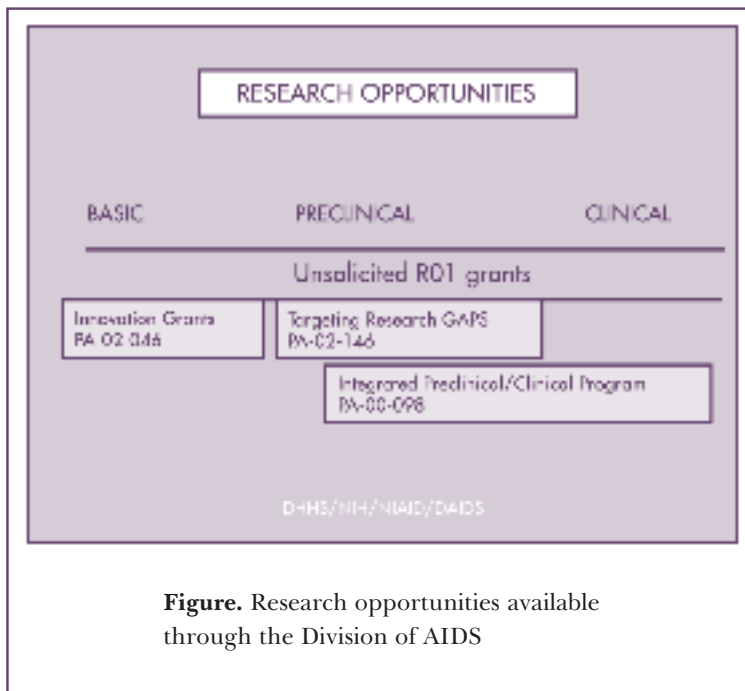 RESEARCH OPPORTUNITIES
BASIC PRECLINICAL CLINICAL
Unsolicited R01 grants
Innovation Grants
PA-02-046
Targeting Research GAPS
PA-02-146
Integrated Preclinical/Clinical Program
PA-00-098
DHHS/NIH/NIAID/DAIDS
Figure. Research opportunities available
through the Division of AIDS